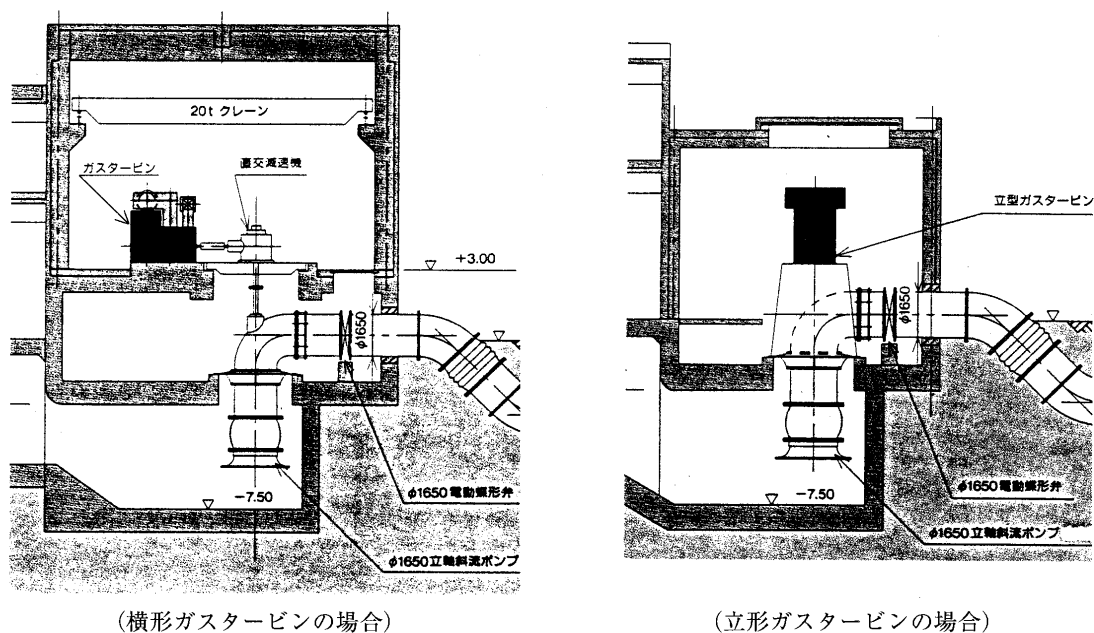 20t クレーン
ガスタービン
直交減速機
+3.00
φ1650
-7.50
φ1650電動蝶形弁
φ1650立軸斜流ポンプ
(横形ガスタービンの場合)
立型ガスタービン
φ1650
-7.50
φ1650電動蝶形弁
φ1650立軸斜流ポンプ
(立形ガスタービンの場合)